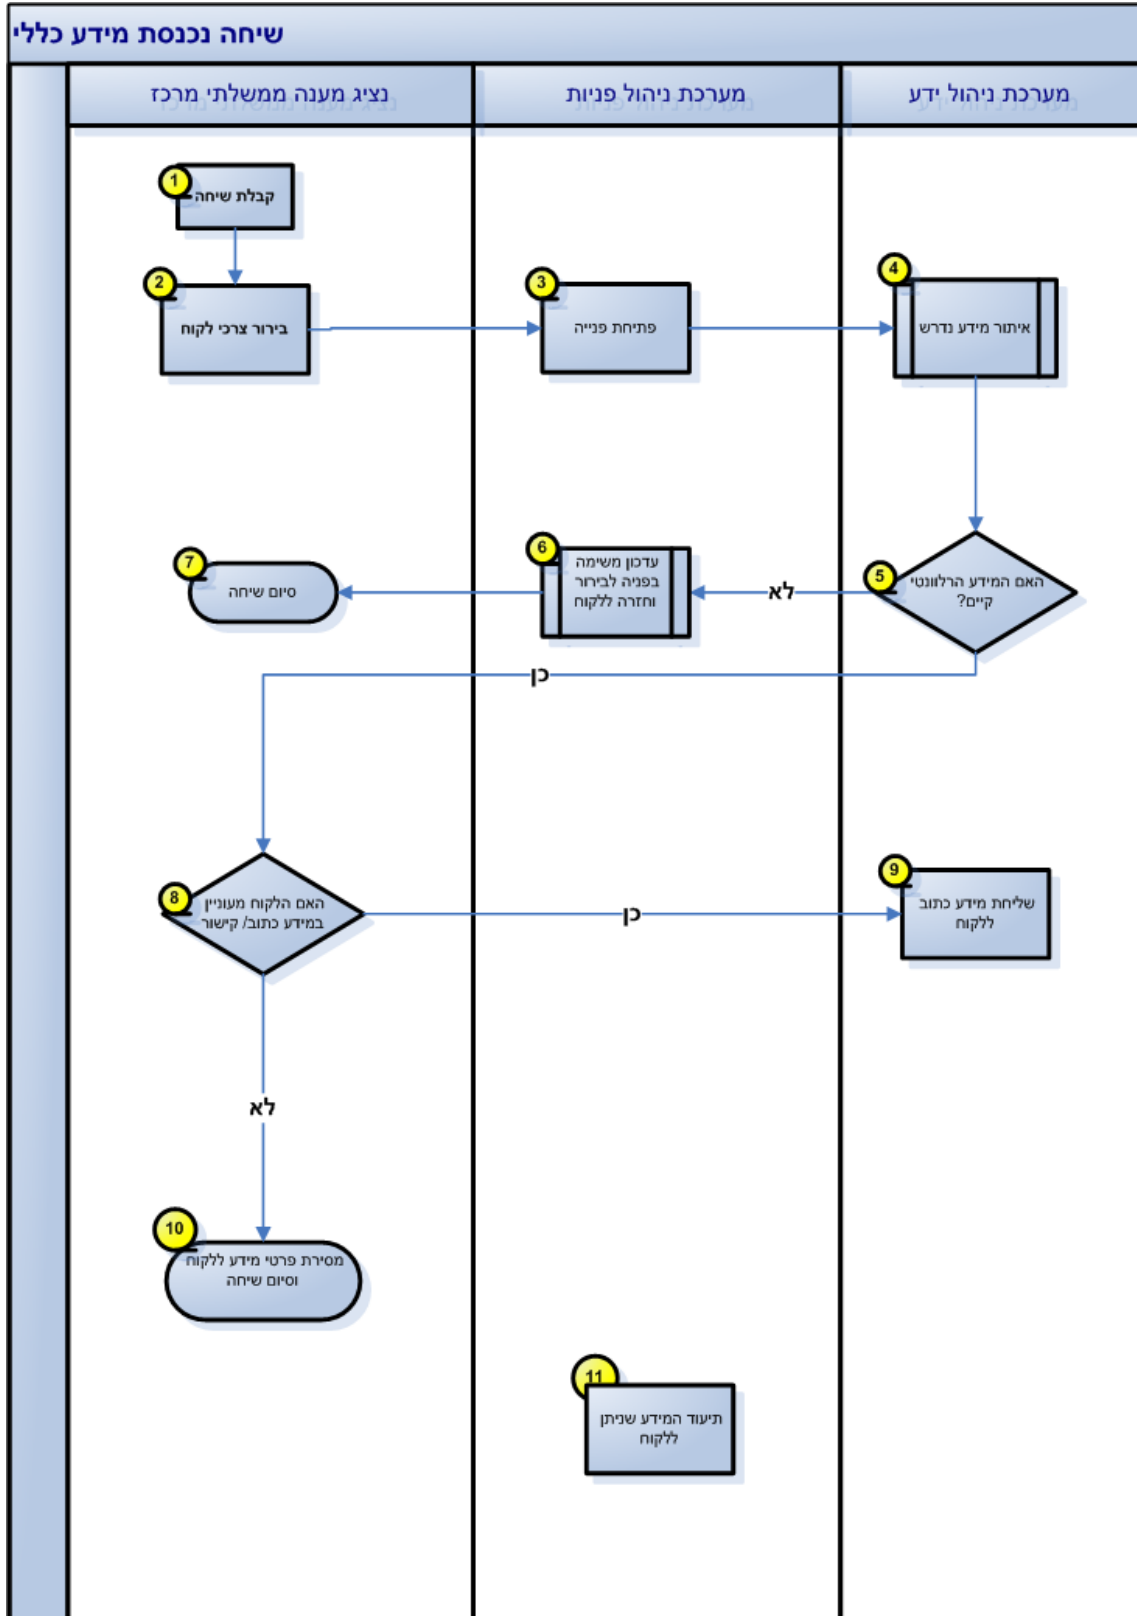 שיחה נכנסת מידע כללי
נציג מענה ממשלתי מרכז
מערכת ניהול פניות
מערכת ניהול ידע
1
קבלת שיחה
2
בירור צרכי לקוח
3
פתיחת פנייה
4
איתור מידע נדרש
5
האם המידע הרלוונטי
קיים?
לא
6
עדכון משימה
בפניה לבירור
וחזרה ללקוח
7
סיום שיחה
כן
8
האם הלקוח מעוניין
במידע כתוב/ קישור
כן
9
שליחת מידע כתוב
ללקוח
לא
10
מסירת פרטי מידע ללקוח
וסיום שיחה
11
תיעוד המידע שניתן
ללקוח